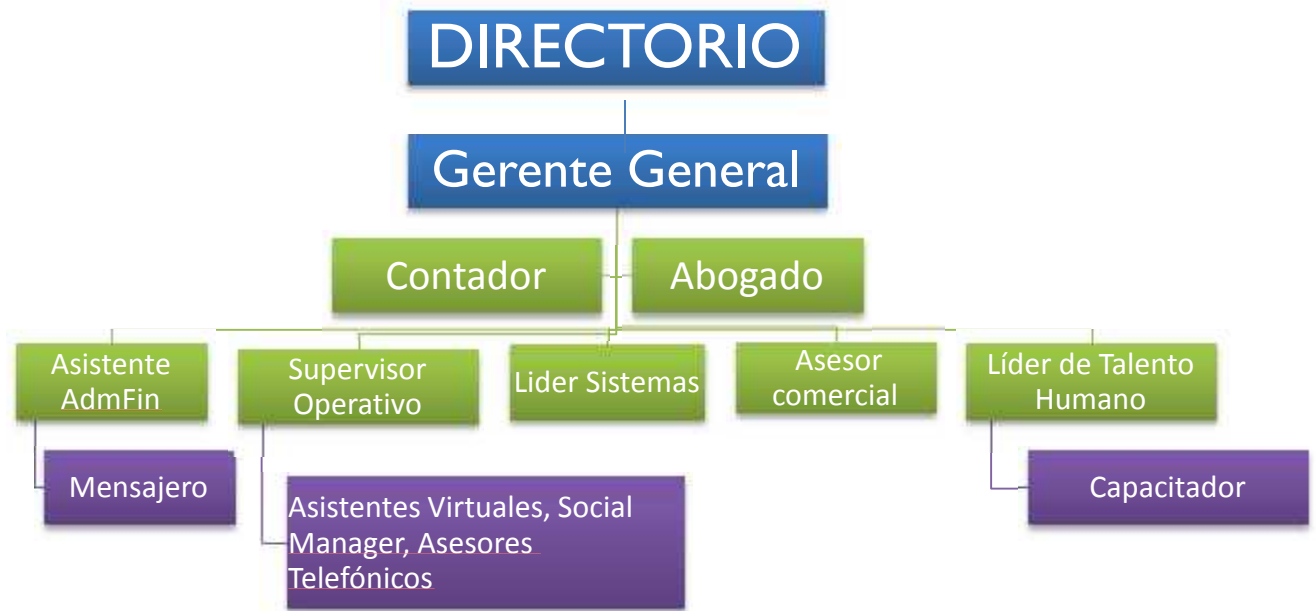 DIRECTORIO
Gerente General
Contador
Abogado
Asistente
AdmFin
Supervisor
Operativo
Lider Sistemas
Asesor
comercial
Líder de Talento
Humano
Mensajero
Asistentes Virtuales, Social
Manager, Asesores
Telefónicos
Capacitador